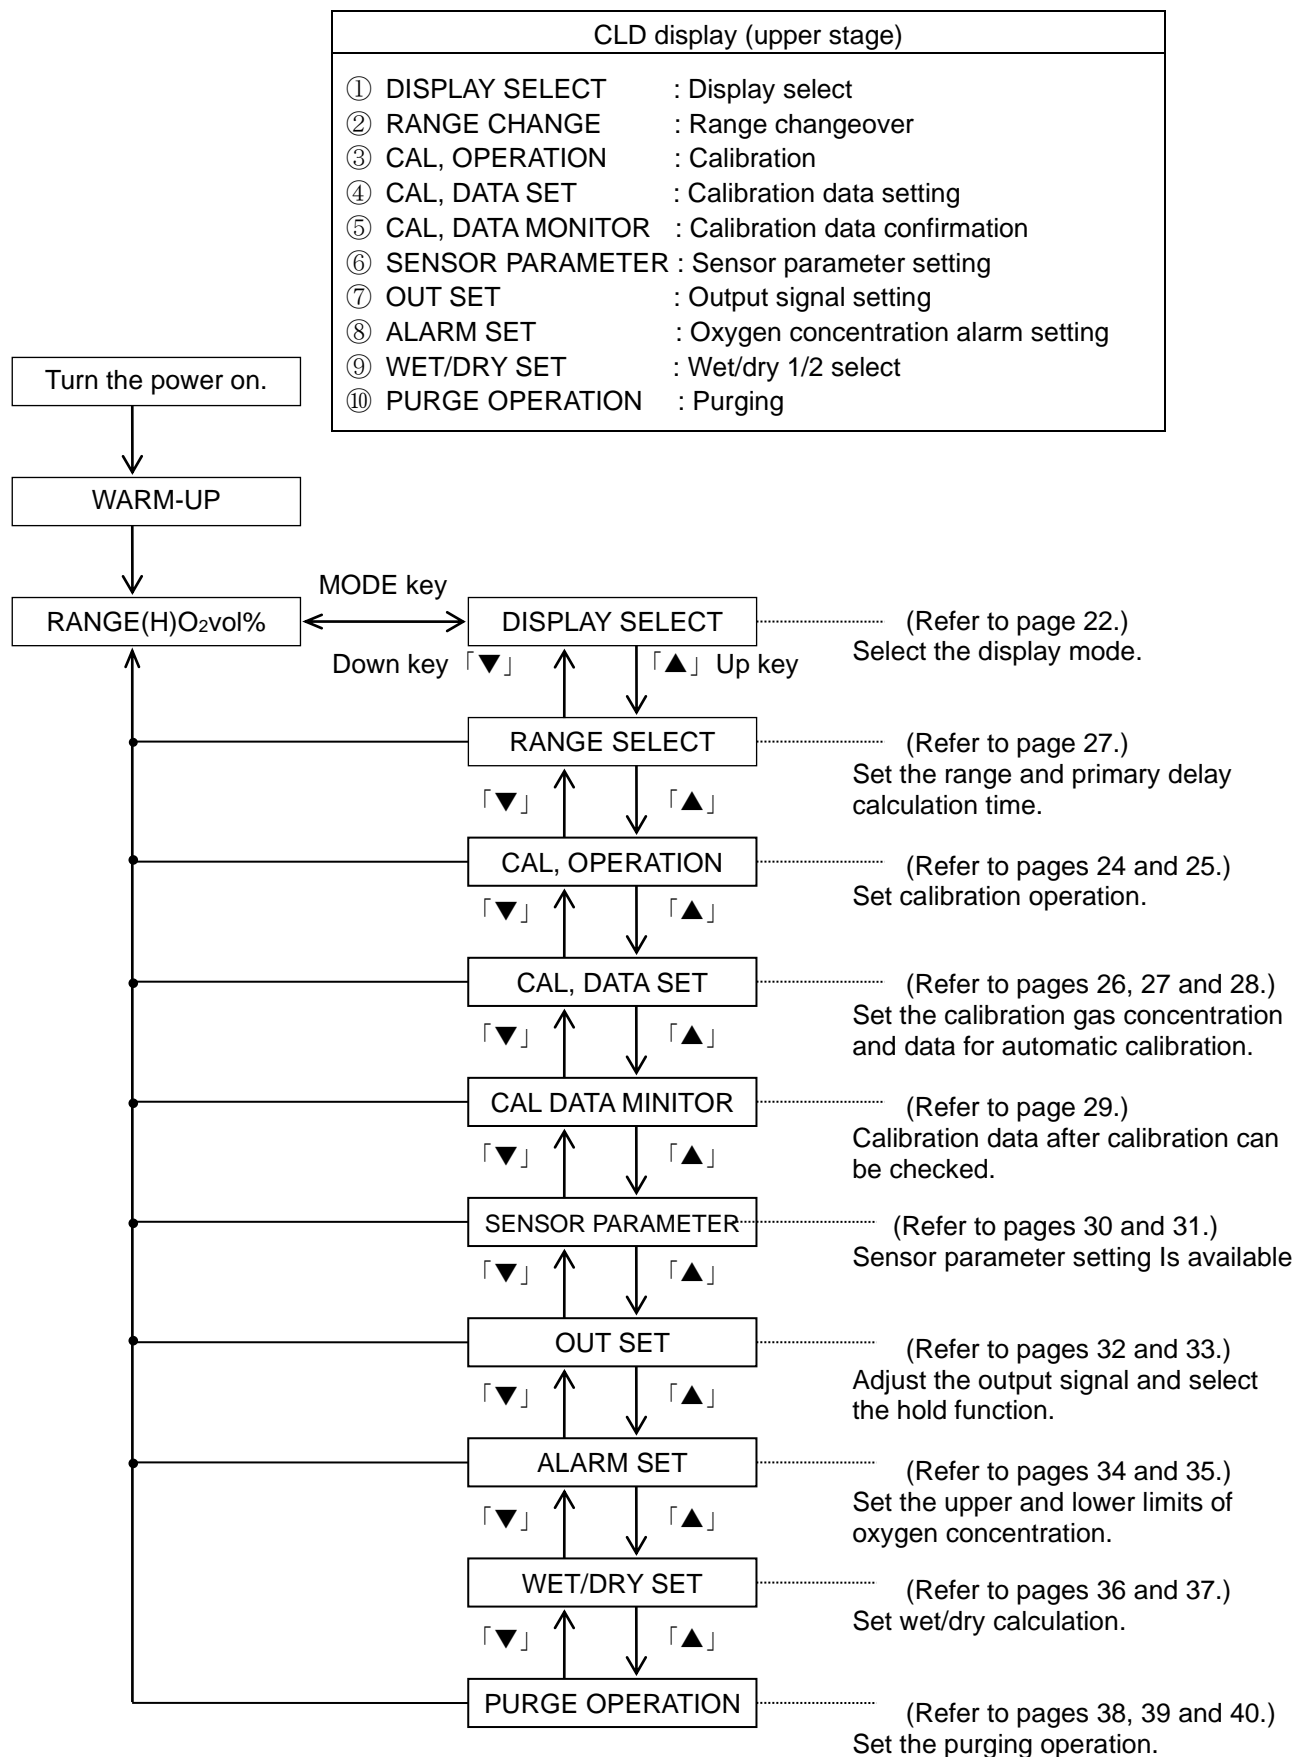 CLD display (upper stage)
① DISPLAY SELECT : Display select
② RANGE CHANGE : Range changeover
③ CAL, OPERATION : Calibration
④ CAL, DATA SET : Calibration data setting
⑤ CAL, DATA MONITOR : Calibration data confirmation
⑥ SENSOR PARAMETER : Sensor parameter setting
⑦ OUT SET : Output signal setting
⑧ ALARM SET : Oxygen concentration alarm setting
⑨ WET/DRY SET : Wet/dry 1/2 select
⑩ PURGE OPERATION : Purging
Turn the power on.
WARM-UP
RANGE(H)O₂vol%
MODE key
DISPLAY SELECT
(Refer to page 22.)
Select the display mode.
Down key「▼」
「▲」Up key
RANGE SELECT
(Refer to page 27.)
Set the range and primary delay
calculation time.
「▼」 「▲」
CAL, OPERATION
(Refer to pages 24 and 25.)
Set calibration operation.
「▼」 「▲」
CAL, DATA SET
(Refer to pages 26, 27 and 28.)
Set the calibration gas concentration
and data for automatic calibration.
「▼」 「▲」
CAL DATA MINITOR
(Refer to page 29.)
Calibration data after calibration can
be checked.
「▼」 「▲」
SENSOR PARAMETER
(Refer to pages 30 and 31.)
Sensor parameter setting Is available
「▼」 「▲」
OUT SET
(Refer to pages 32 and 33.)
Adjust the output signal and select
the hold function.
「▼」 「▲」
ALARM SET
(Refer to pages 34 and 35.)
Set the upper and lower limits of
oxygen concentration.
「▼」 「▲」
WET/DRY SET
(Refer to pages 36 and 37.)
Set wet/dry calculation.
「▼」 「▲」
PURGE OPERATION
(Refer to pages 38, 39 and 40.)
Set the purging operation.